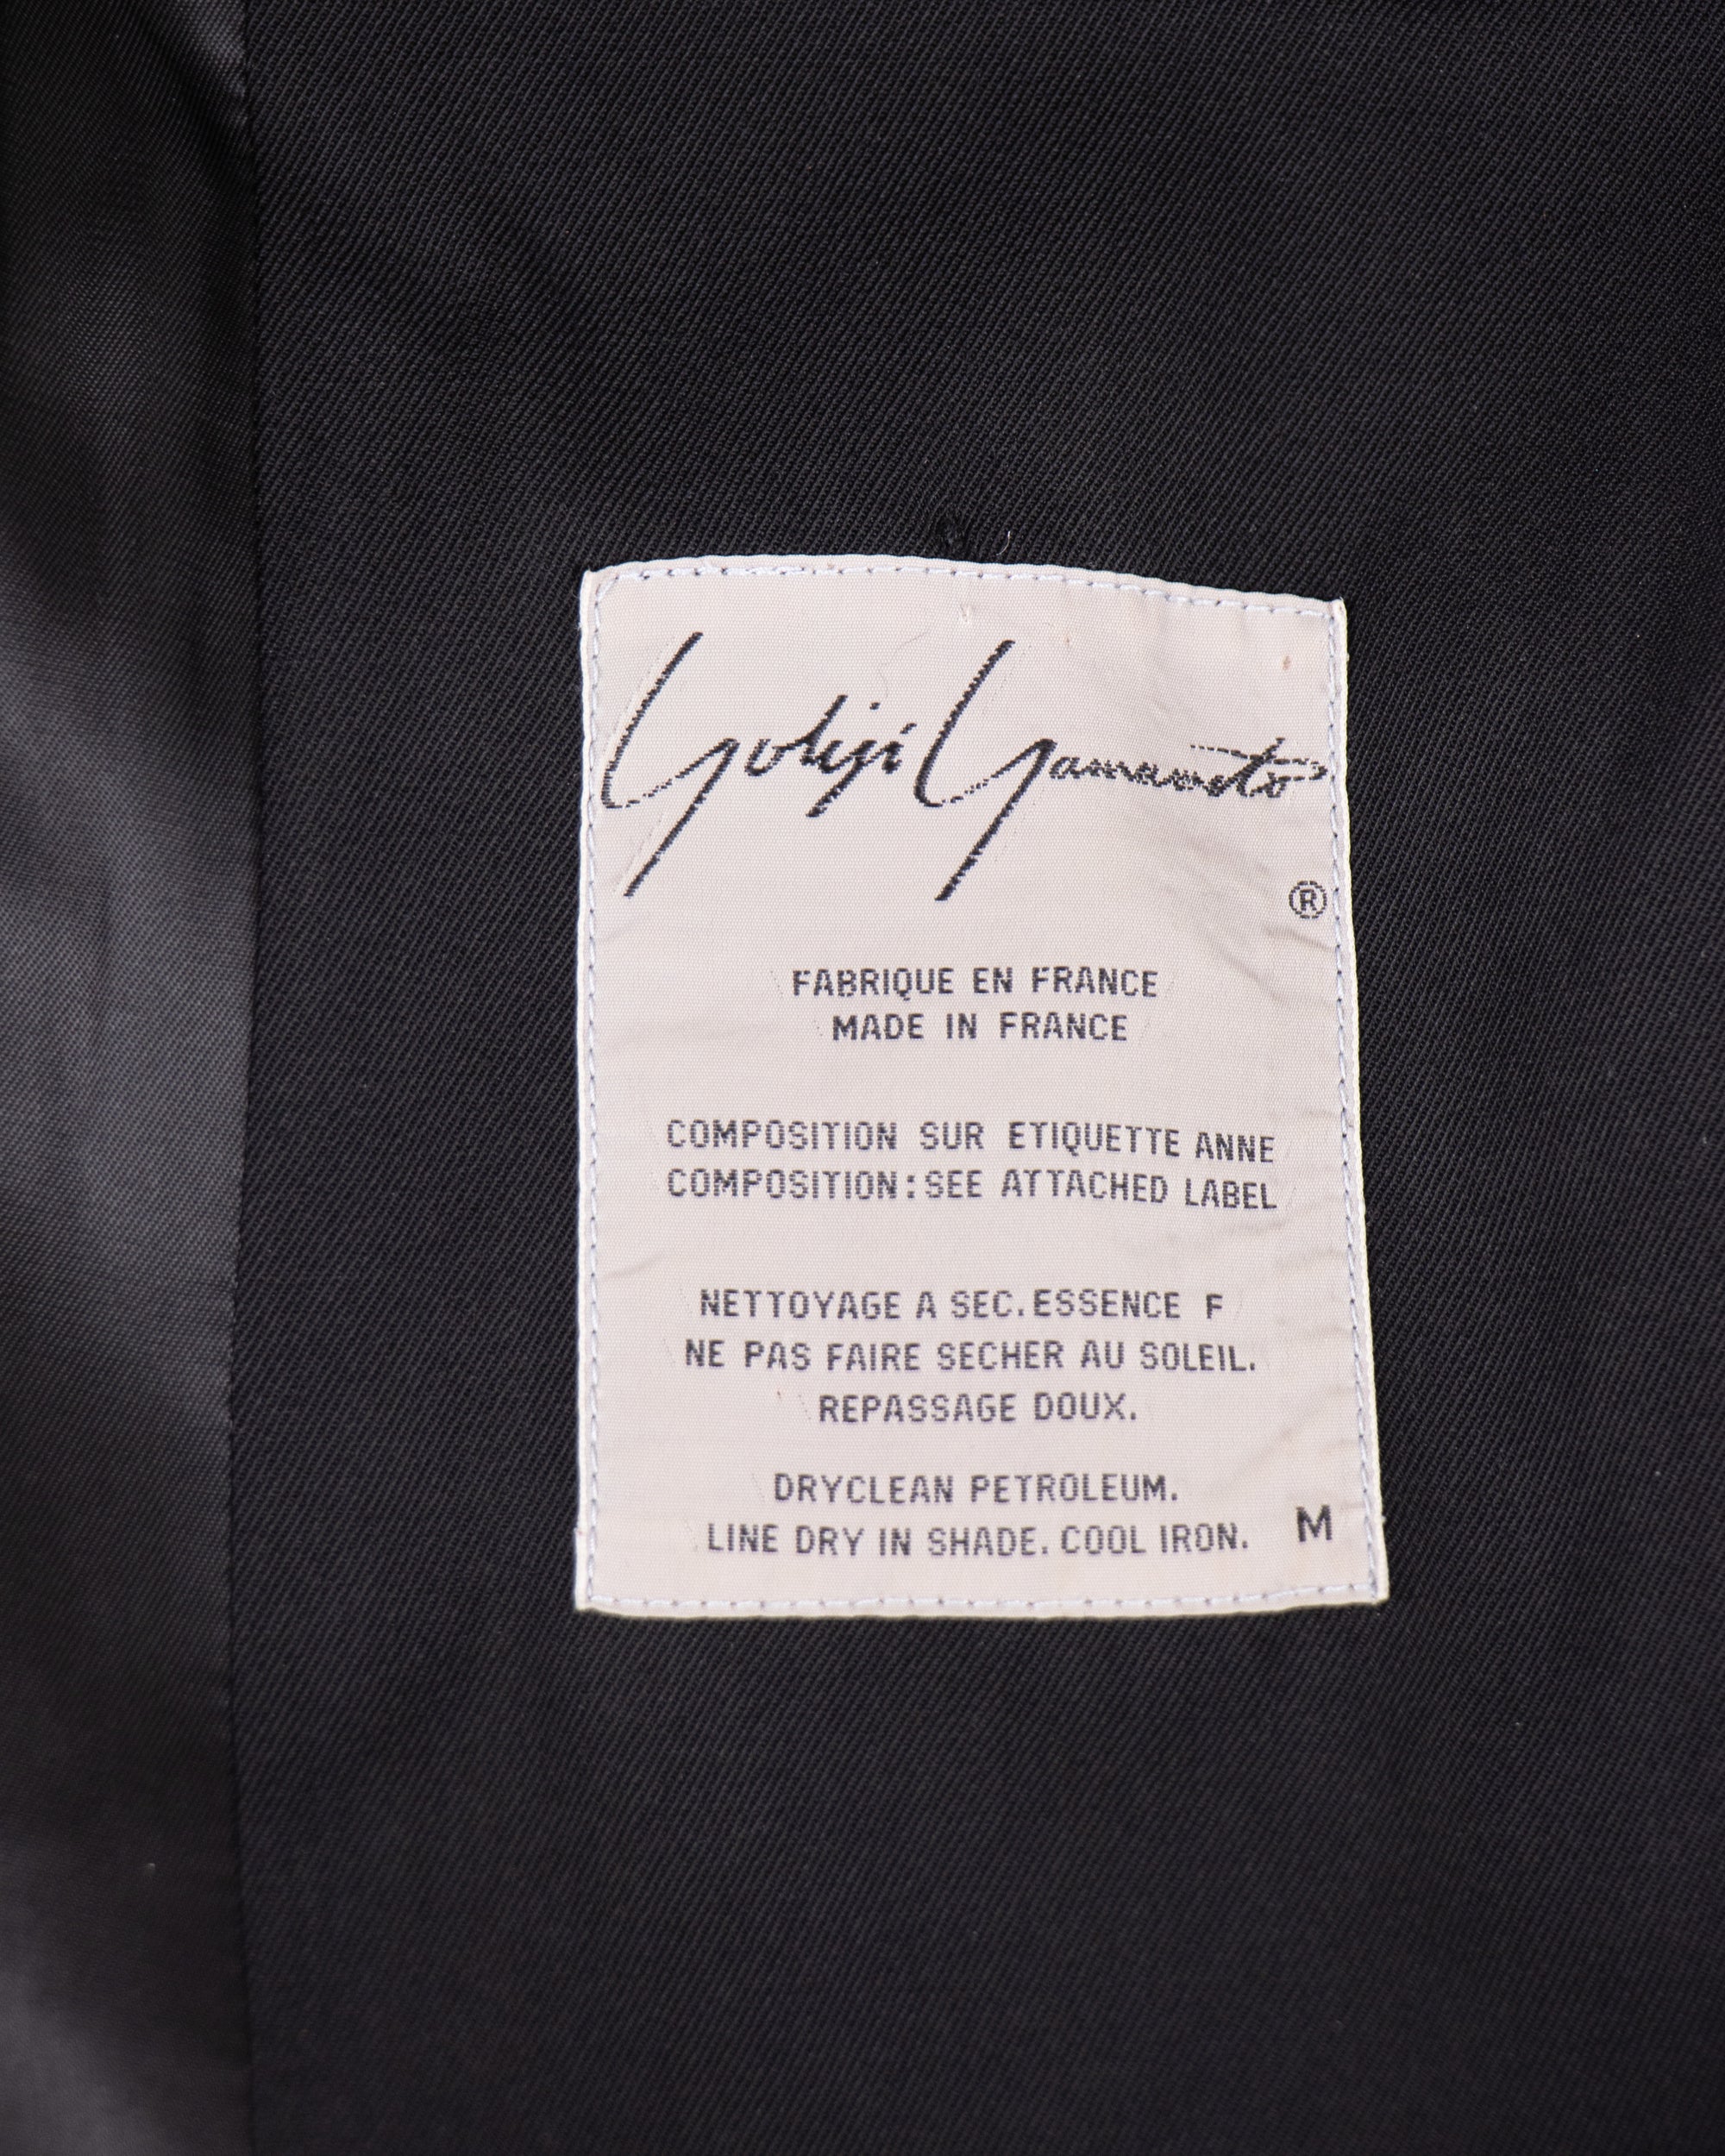 Yohji Yamamoto
®
FABRIQUE EN FRANCE
MADE IN FRANCE
COMPOSITION SUR ETIQUETTE ANNE
COMPOSITION: SEE ATTACHED LABEL
NETTOYAGE A SEC. ESSENCE F
NE PAS FAIRE SECHER AU SOLEIL.
REPASSAGE DOUX.
DRYCLEAN PETROLEUM.
LINE DRY IN SHADE. COOL IRON. M